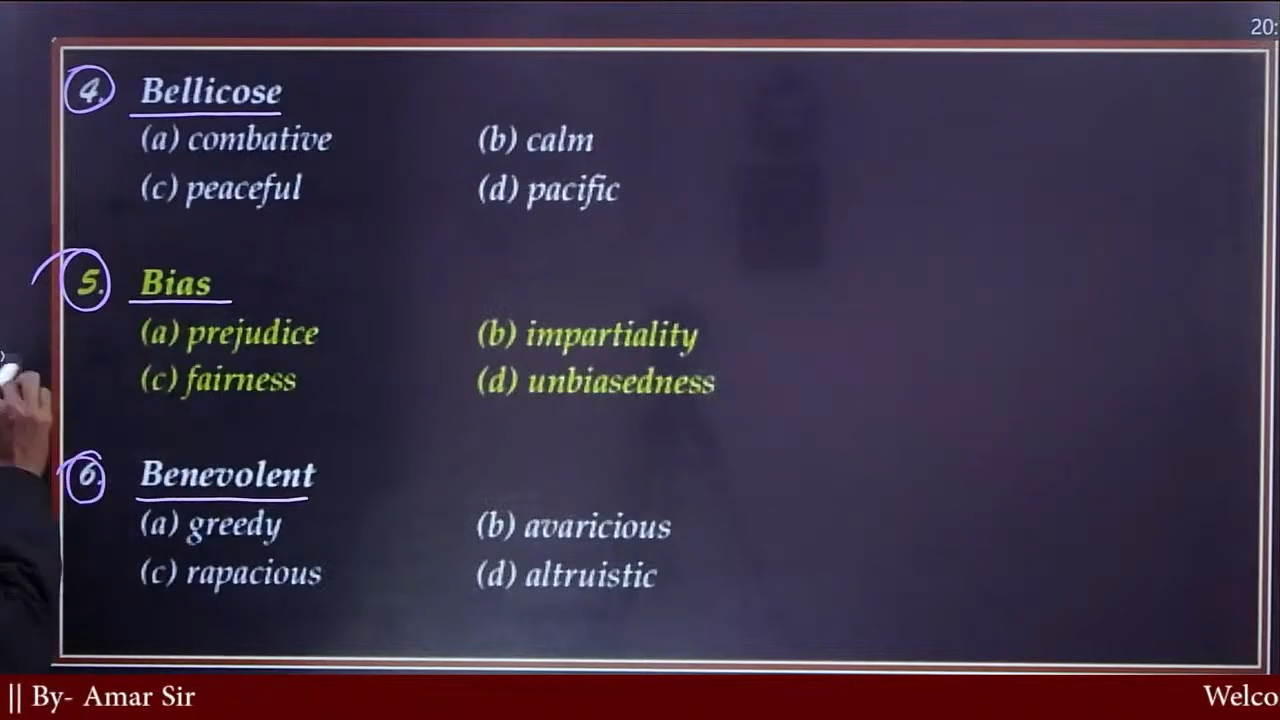 20:
4. Bellicose
(a) combative (b) calm
(c) peaceful (d) pacific
5. Bias
(a) prejudice (b) impartiality
(c) fairness (d) unbiasedness
6. Benevolent
(a) greedy (b) avaricious
(c) rapacious (d) altruistic
|| By- Amar Sir Welco